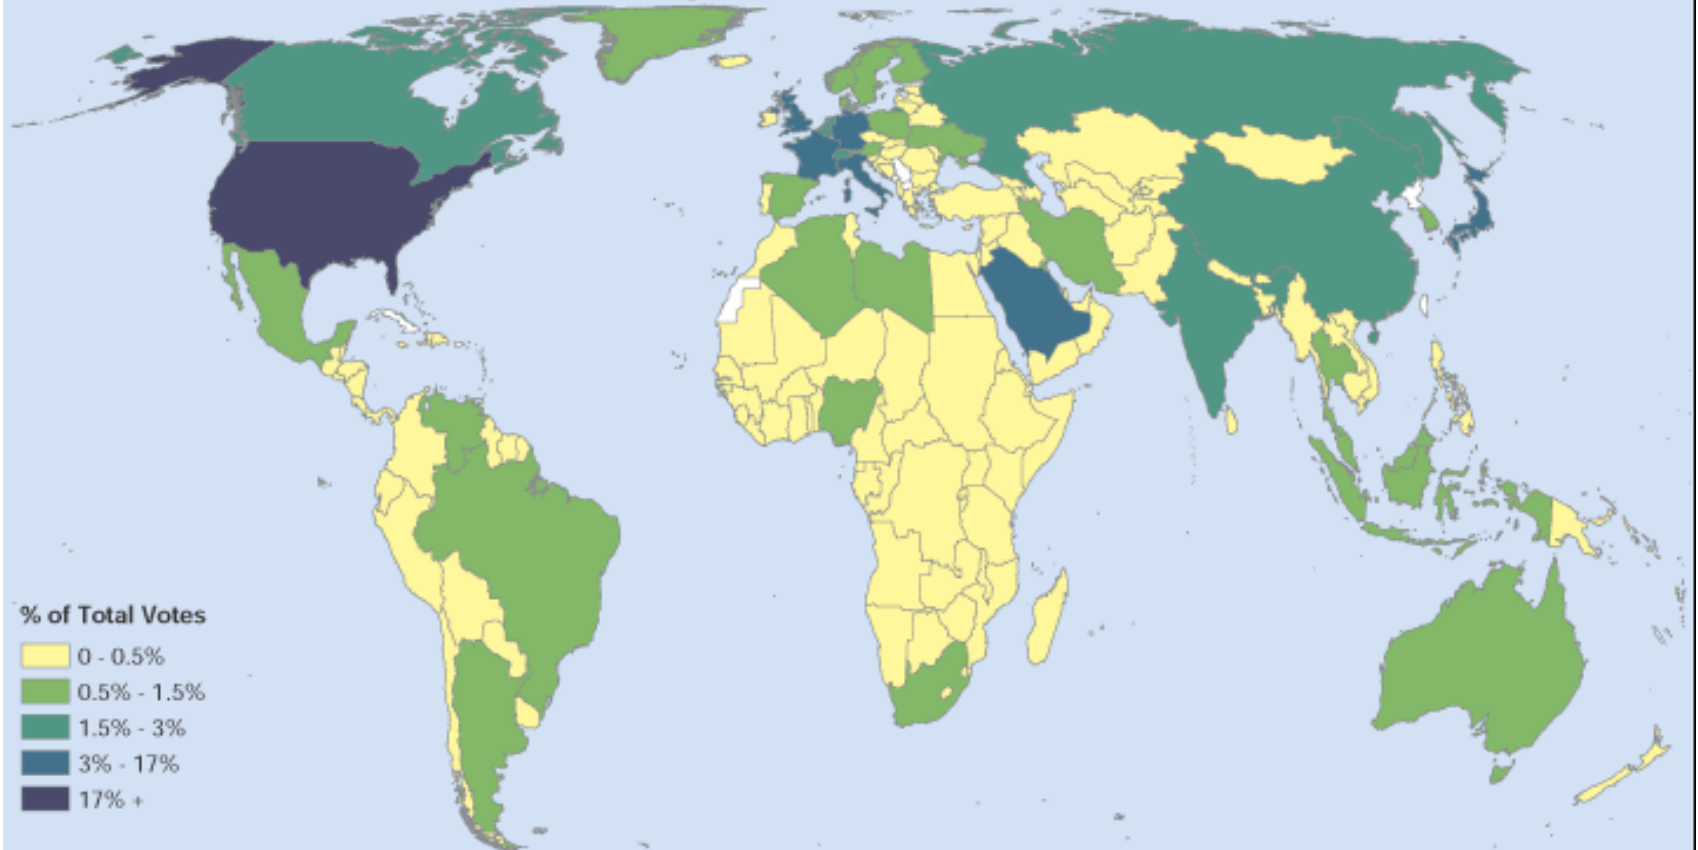 % of Total Votes
0 - 0.5%
0.5% - 1.5%
1.5% - 3%
3% - 17%
17% +